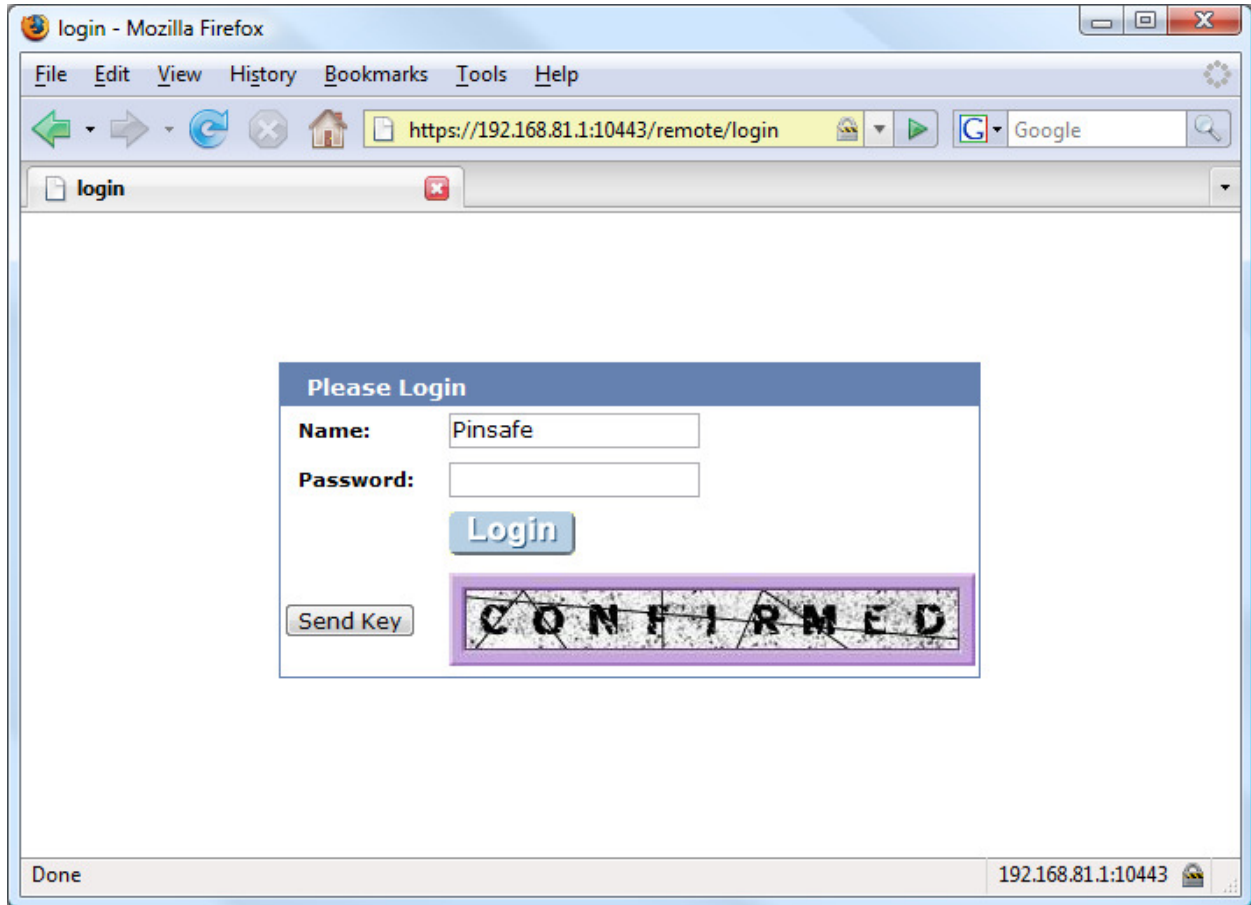 login - Mozilla Firefox
File Edit View History Bookmarks Tools Help
https://192.168.81.1:10443/remote/login G Google
login
Please Login
Name: Pinsafe
Password:
Login
Send Key CONFIRMED
Done 192.168.81.1:10443